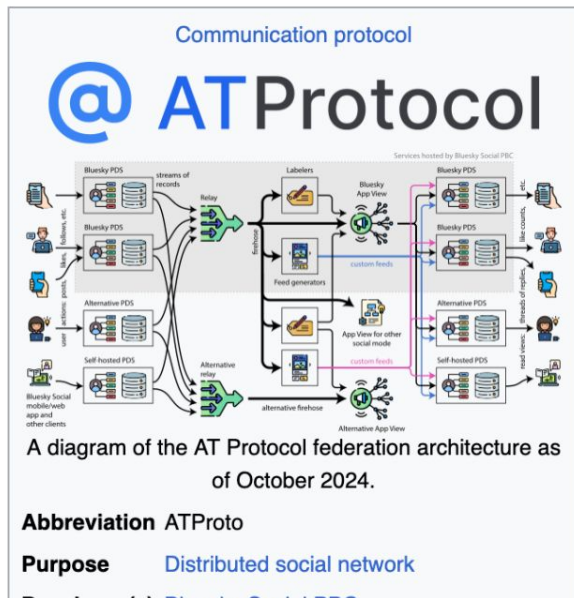 Communication protocol
@ ATProtocol
Services hosted by Bluesky Social PBC
Bluesky PDS
streams of
records
Relay
Labelers
Bluesky
App View
Bluesky PDS
etc.
follows, etc.
Bluesky PDS
likes,
firehose
Feed generators
custom feeds
Bluesky PDS
like counts,
user actions: posts,
Alternative PDS
App View for other
social mode
Alternative PDS
read views: threads of replies,
Self-hosted PDS
Alternative
relay
custom feeds
Self-hosted PDS
Bluesky Social
mobile/web
app and
other clients
alternative firehose
Alternative App View
A diagram of the AT Protocol federation architecture as
of October 2024.
Abbreviation ATProto
Purpose Distributed social network